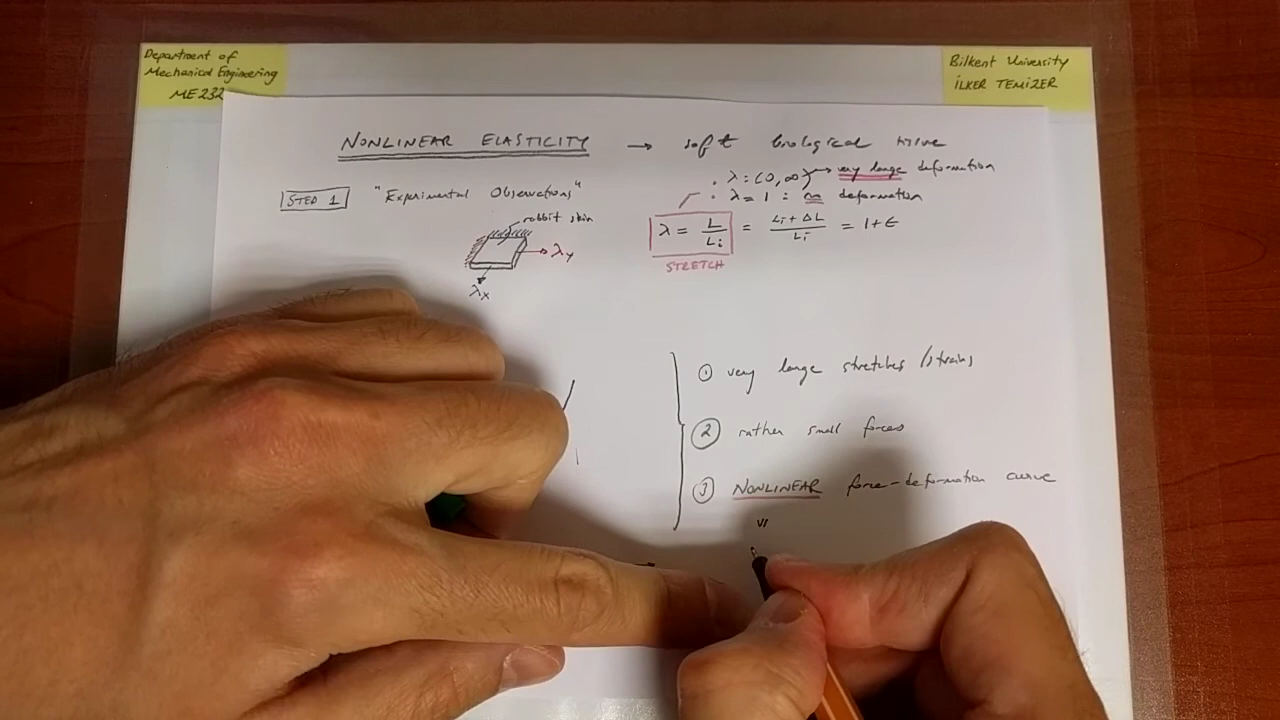 Department of
Mechanical Engineering
ME232
Bilkent University
İLKER TEMİZER
NONLINEAR ELASTICITY → soft biological tissue
• λ : (0, ∞) → very large deformation
• λ = 1 : no deformation
STEP 1 "Experimental Observations"
rabbit skin
λ = L / Li = (Li + ΔL) / Li = 1 + ε
STRETCH
λy
λx
① very large stretches / strains
② rather small forces
③ NONLINEAR force-deformation curve